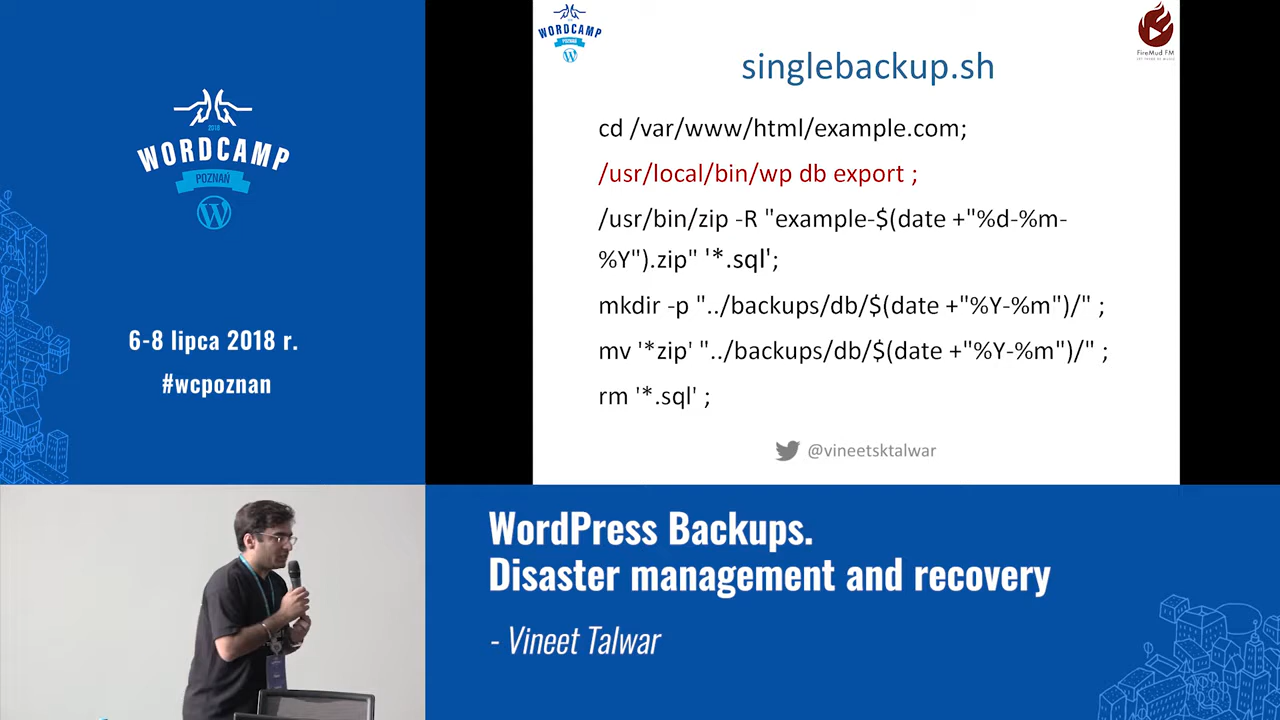 2018
WORDCAMP
POZNAŃ
W
6-8 lipca 2018 r.
#wcpoznan
WORDCAMP
POZNAŃ
W
FireMud FM
singlebackup.sh
cd /var/www/html/example.com;
/usr/local/bin/wp db export ;
/usr/bin/zip -R "example-$(date +"%d-%m-
%Y").zip" '*.sql';
mkdir -p "../backups/db/$(date +"%Y-%m")/" ;
mv '*zip' "../backups/db/$(date +"%Y-%m")/" ;
rm '*.sql' ;
@vineetsktalwar
WordPress Backups.
Disaster management and recovery
- Vineet Talwar